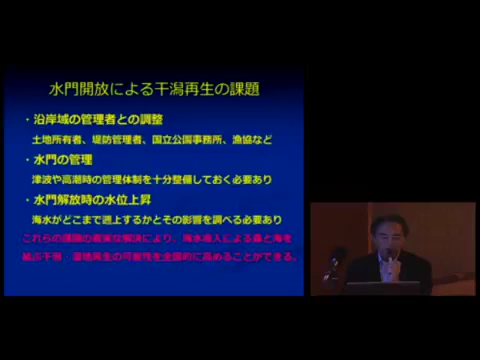 水門開放による干潟再生の課題
・沿岸域の管理者との調整
土地所有者、堤防管理者、国立公園事務所、漁協など
・水門の管理
津波や高潮時の管理体制を十分整備しておく必要あり
・水門解放時の水位上昇
海水がどこまで遡上するかとその影響を調べる必要あり
これらの課題の着実な解決により、海水導入による森と海を
結ぶ干潟・湿地再生の可能性を全国的に高めることができる。